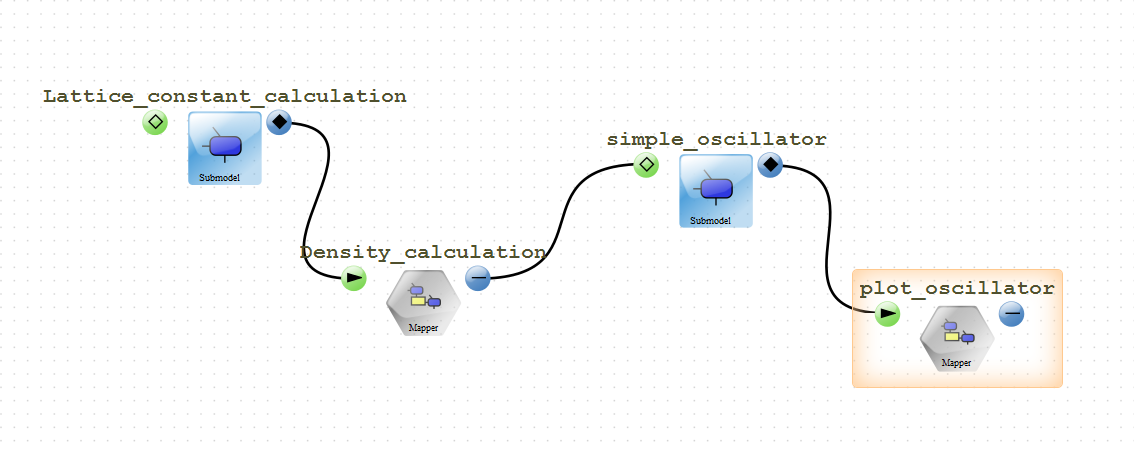 Lattice_constant_calculation
Submodel
simple_oscillator
Submodel
Density_calculation
Mapper
plot_oscillator
Mapper